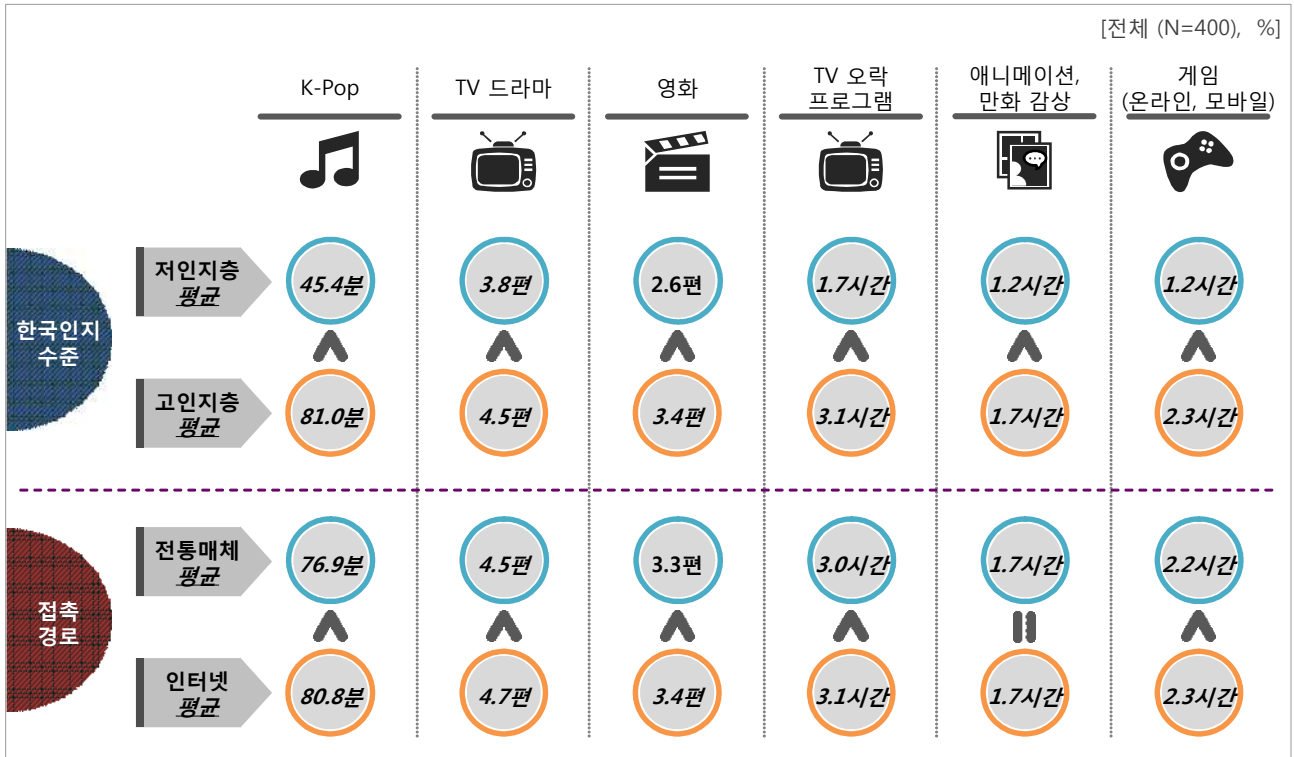 [전체 (N=400), %]
K-Pop
TV 드라마
영화
TV 오락
프로그램
애니메이션,
만화 감상
게임
(온라인, 모바일)
한국인지
수준
저인지층
평균
45.4분
3.8편
2.6편
1.7시간
1.2시간
1.2시간
고인지층
평균
81.0분
4.5편
3.4편
3.1시간
1.7시간
2.3시간
접촉
경로
전통매체
평균
76.9분
4.5편
3.3편
3.0시간
1.7시간
2.2시간
인터넷
평균
80.8분
4.7편
3.4편
3.1시간
1.7시간
2.3시간